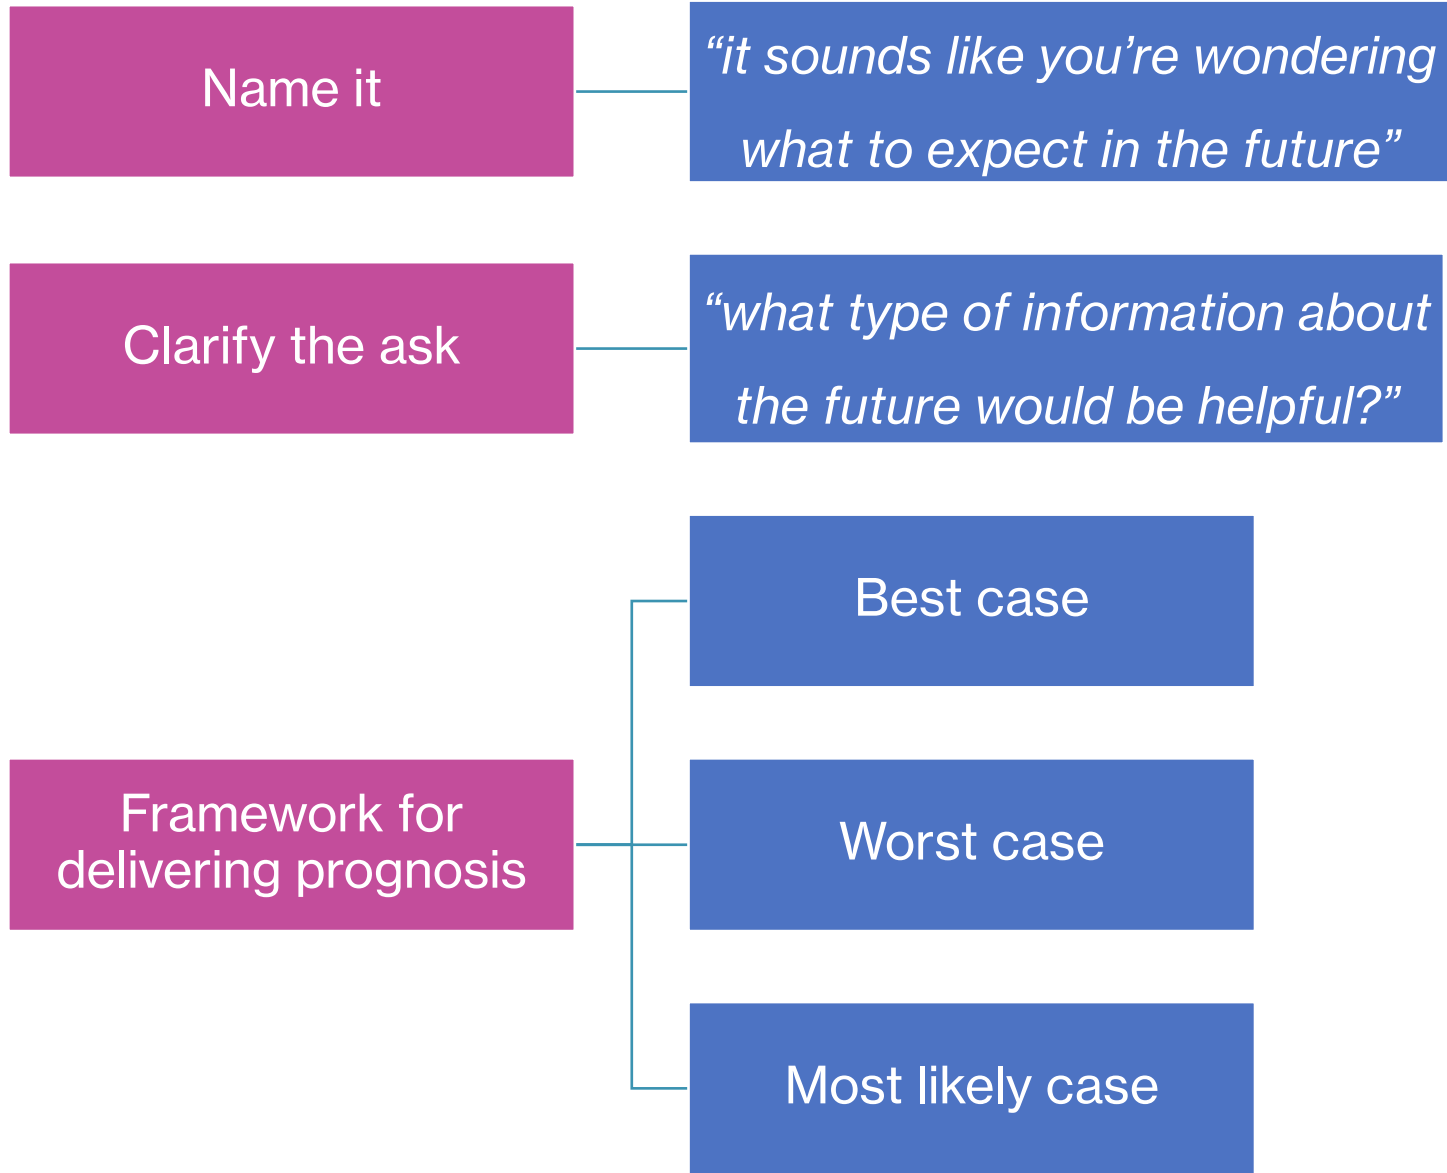 Name it
“it sounds like you’re wondering
what to expect in the future”
Clarify the ask
“what type of information about
the future would be helpful?”
Framework for
delivering prognosis
Best case
Worst case
Most likely case